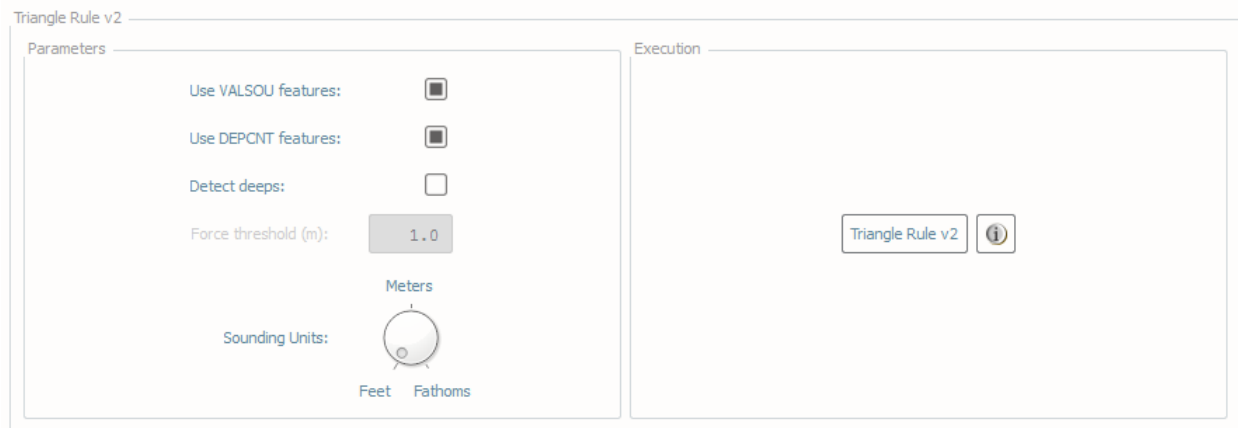 Triangle Rule v2
Parameters
Use VALSOU features:
Use DEPCNT features:
Detect deeps:
Force threshold (m): 1.0
Meters
Sounding Units:
Feet Fathoms
Execution
Triangle Rule v2 i